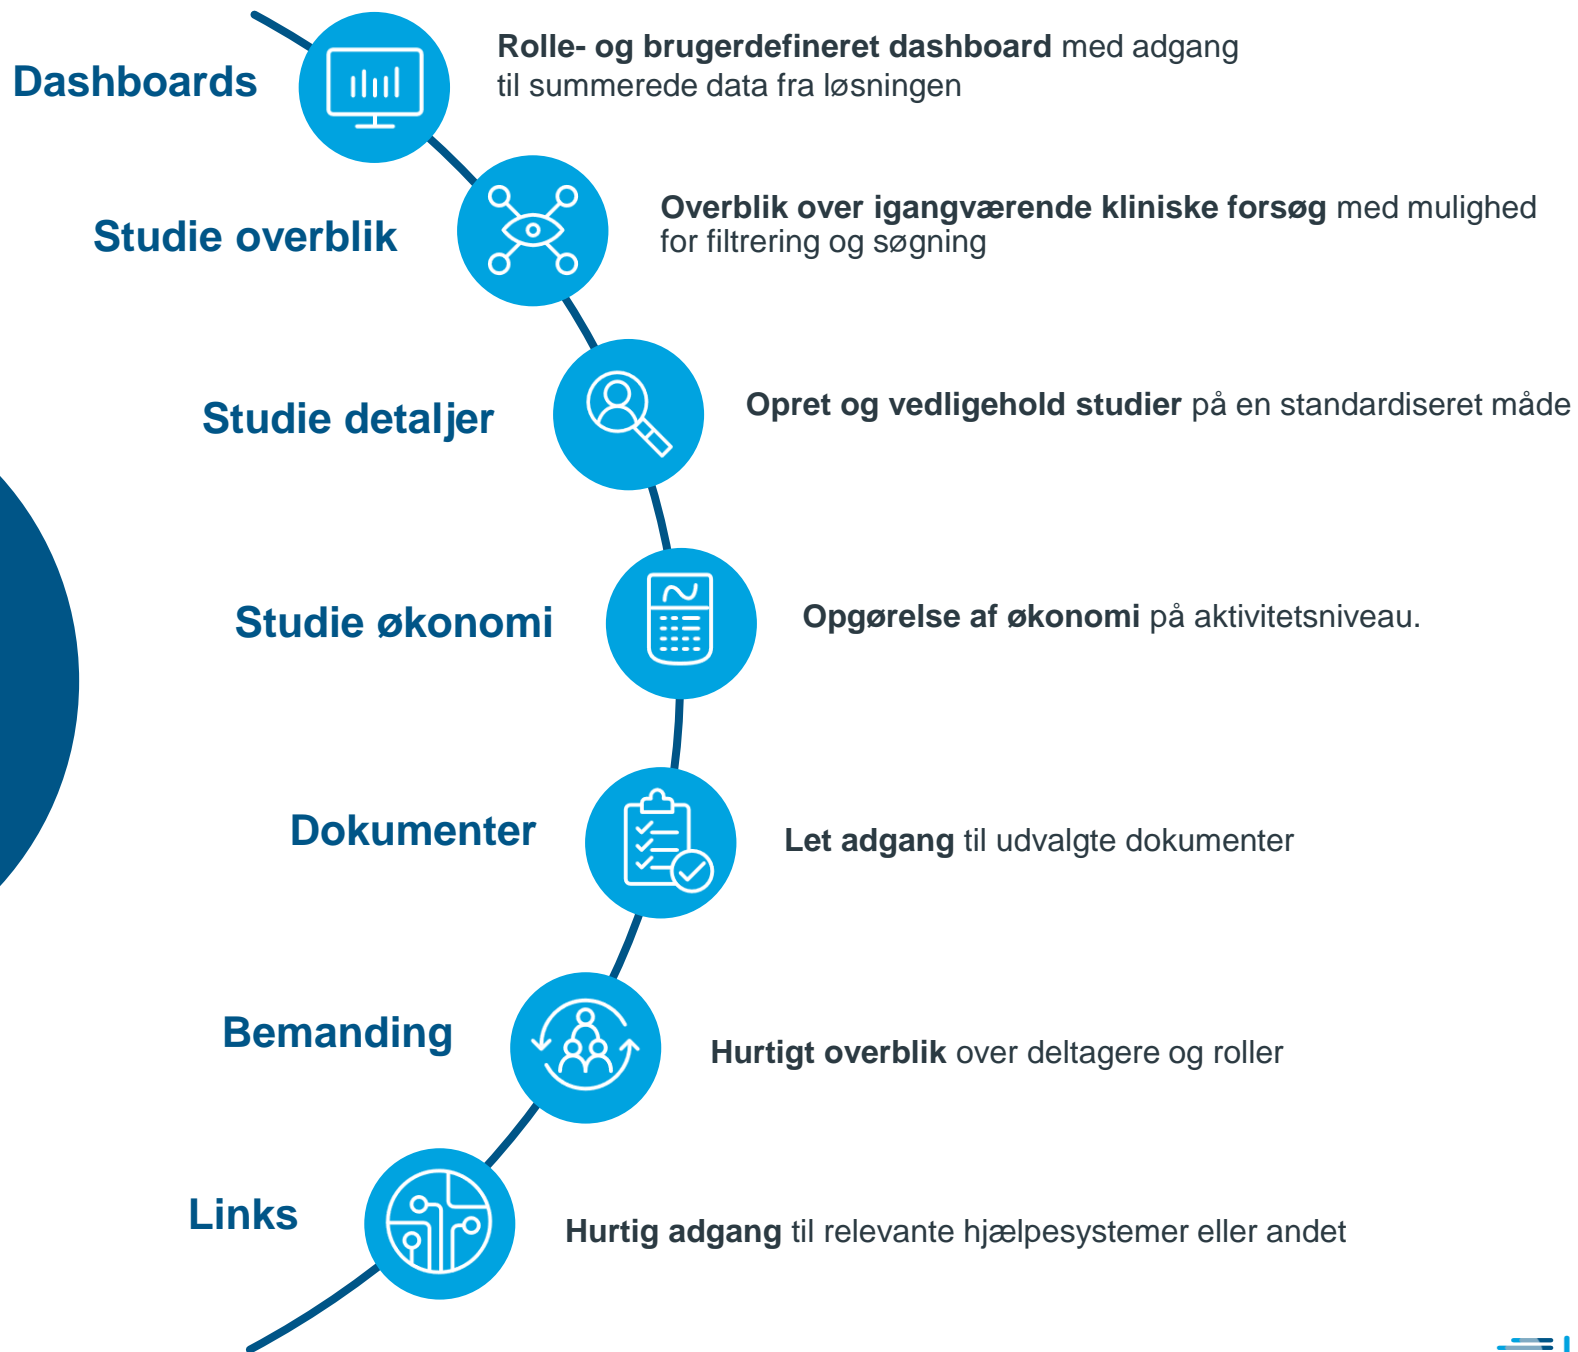 Dashboards
Rolle- og brugerdefineret dashboard med adgang
til summerede data fra løsningen
Studie overblik
Overblik over igangværende kliniske forsøg med mulighed
for filtrering og søgning
Studie detaljer
Opret og vedligehold studier på en standardiseret måde
Studie økonomi
Opgørelse af økonomi på aktivitetsniveau.
Dokumenter
Let adgang til udvalgte dokumenter
Bemanding
Hurtigt overblik over deltagere og roller
Links
Hurtig adgang til relevante hjælpesystemer eller andet